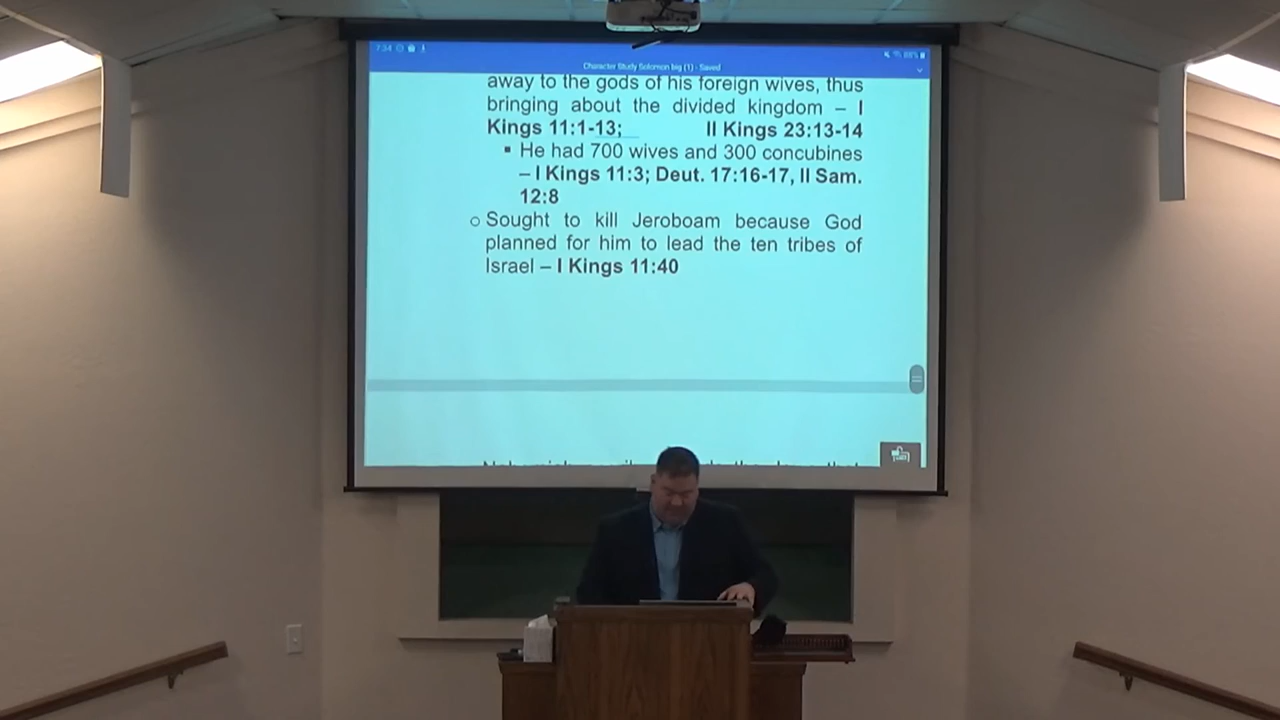 7:34
Character Study Solomon big (1) - Saved
away to the gods of his foreign wives, thus
bringing about the divided kingdom – I
Kings 11:1-13; II Kings 23:13-14
▪ He had 700 wives and 300 concubines
– I Kings 11:3; Deut. 17:16-17, II Sam.
12:8
o Sought to kill Jeroboam because God
planned for him to lead the ten tribes of
Israel – I Kings 11:40